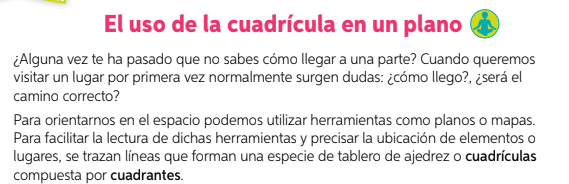 El uso de la cuadrícula en un plano
¿Alguna vez te ha pasado que no sabes cómo llegar a una parte? Cuando queremos
visitar un lugar por primera vez normalmente surgen dudas: ¿cómo llego?, ¿será el
camino correcto?
Para orientarnos en el espacio podemos utilizar herramientas como planos o mapas.
Para facilitar la lectura de dichas herramientas y precisar la ubicación de elementos o
lugares, se trazan líneas que forman una especie de tablero de ajedrez o cuadrículas
compuesta por cuadrantes.